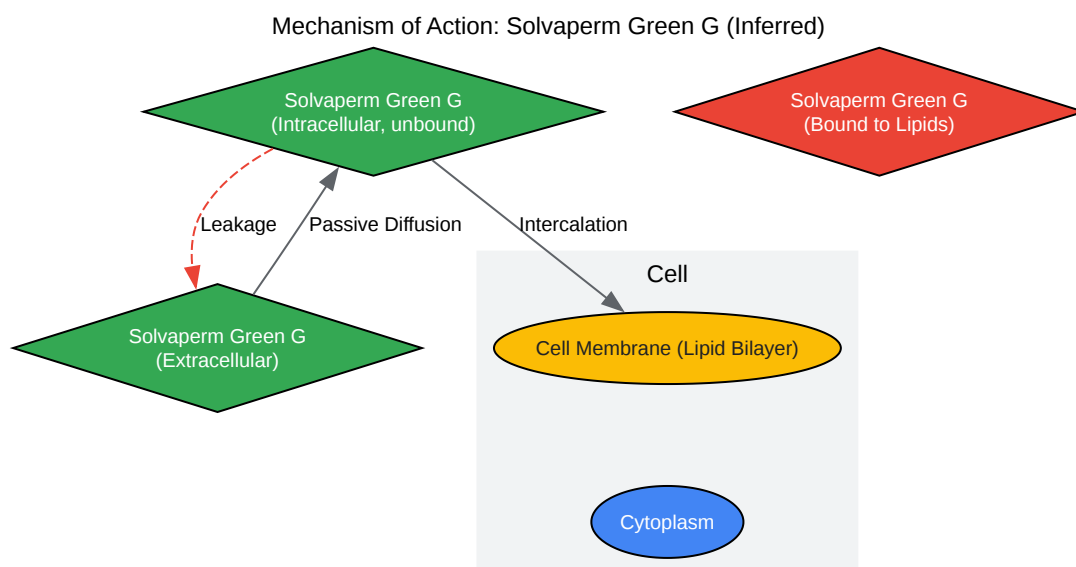 Mechanism of Action: Solvaperm Green G (Inferred)
Solvaperm Green G
(Intracellular, unbound)
Solvaperm Green G
(Bound to Lipids)
Leakage
Passive Diffusion
Intercalation
Cell
Solvaperm Green G
(Extracellular)
Cell Membrane (Lipid Bilayer)
Cytoplasm